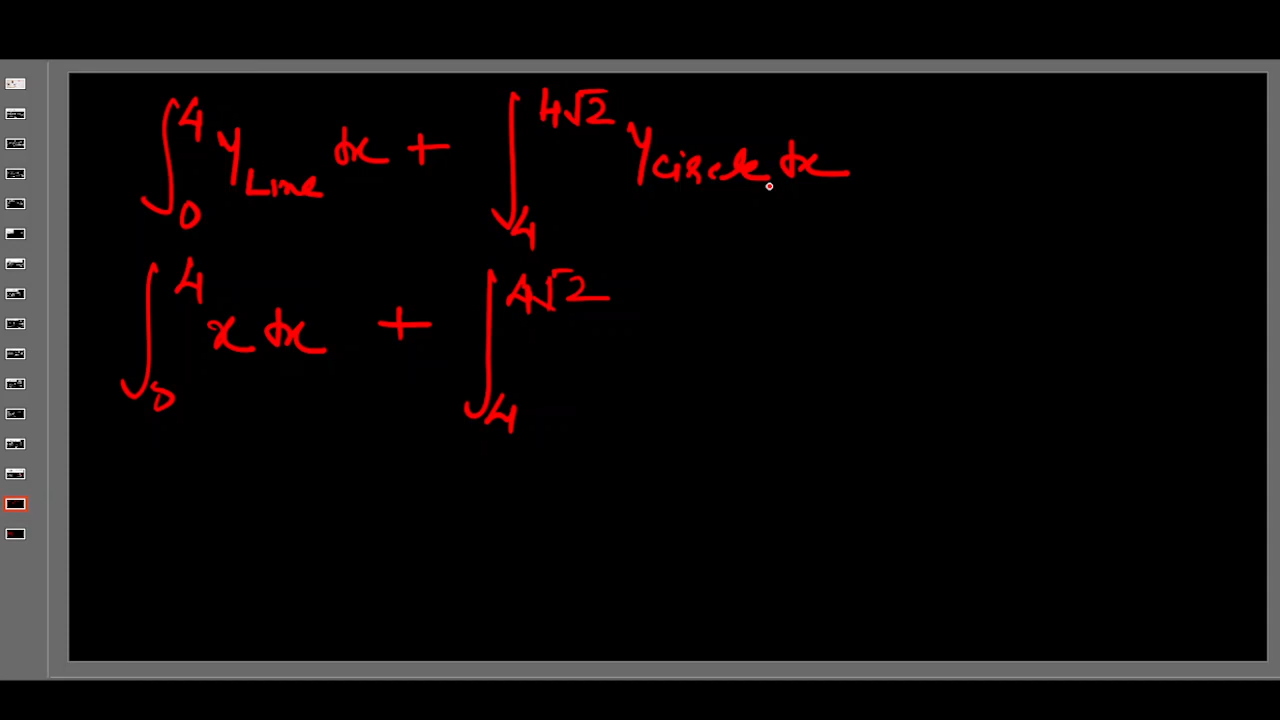 ∫₀⁴ y_Line dx + ∫₄^{4√2} y_circle dx
∫₀⁴ x dx + ∫₄^{4√2}